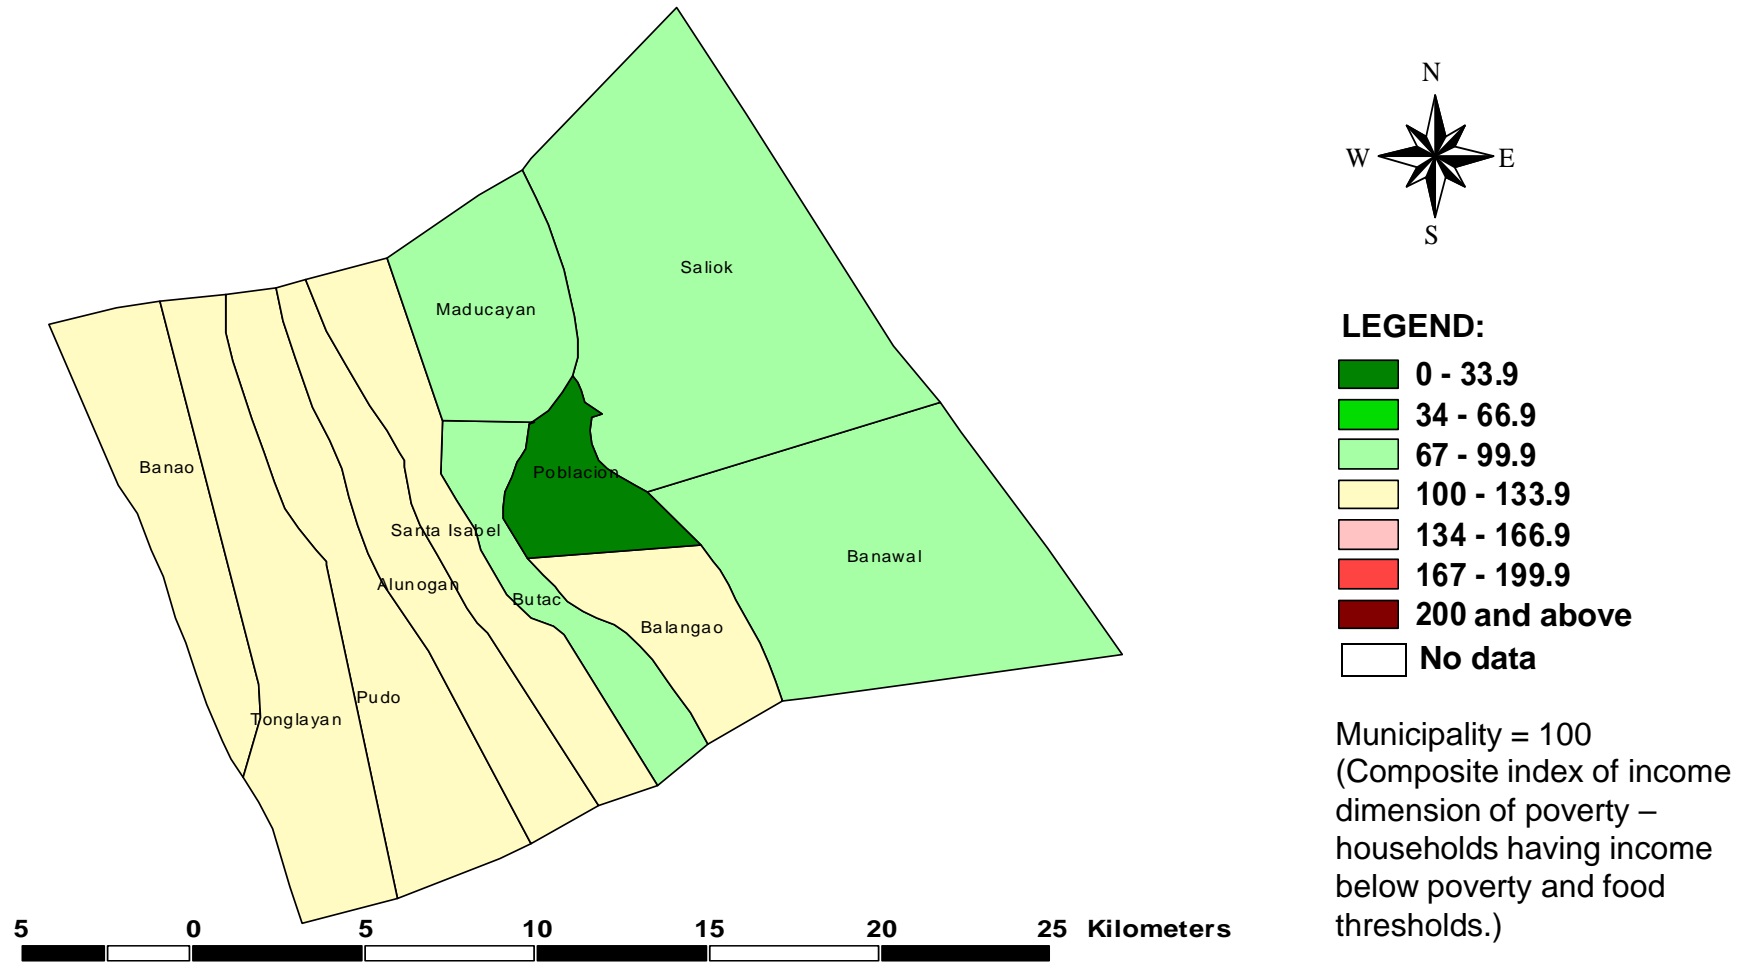 N
W E
S
Saliok
Maducayan
Banao
Poblacion
Santa Isabel
Banawal
Alunogan
Butac
Balangao
Pudo
Tonglayan
LEGEND:
0 - 33.9
34 - 66.9
67 - 99.9
100 - 133.9
134 - 166.9
167 - 199.9
200 and above
No data
Municipality = 100
(Composite index of income
dimension of poverty –
households having income
below poverty and food
thresholds.)
5 0 5 10 15 20 25 Kilometers